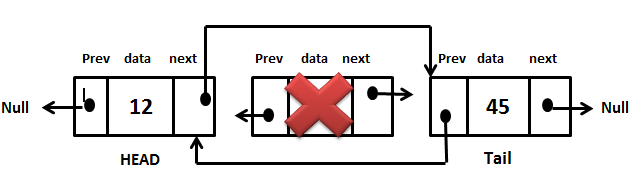 Prev data next
Prev data next
Prev data next
Null
12
45
Null
HEAD
Tail